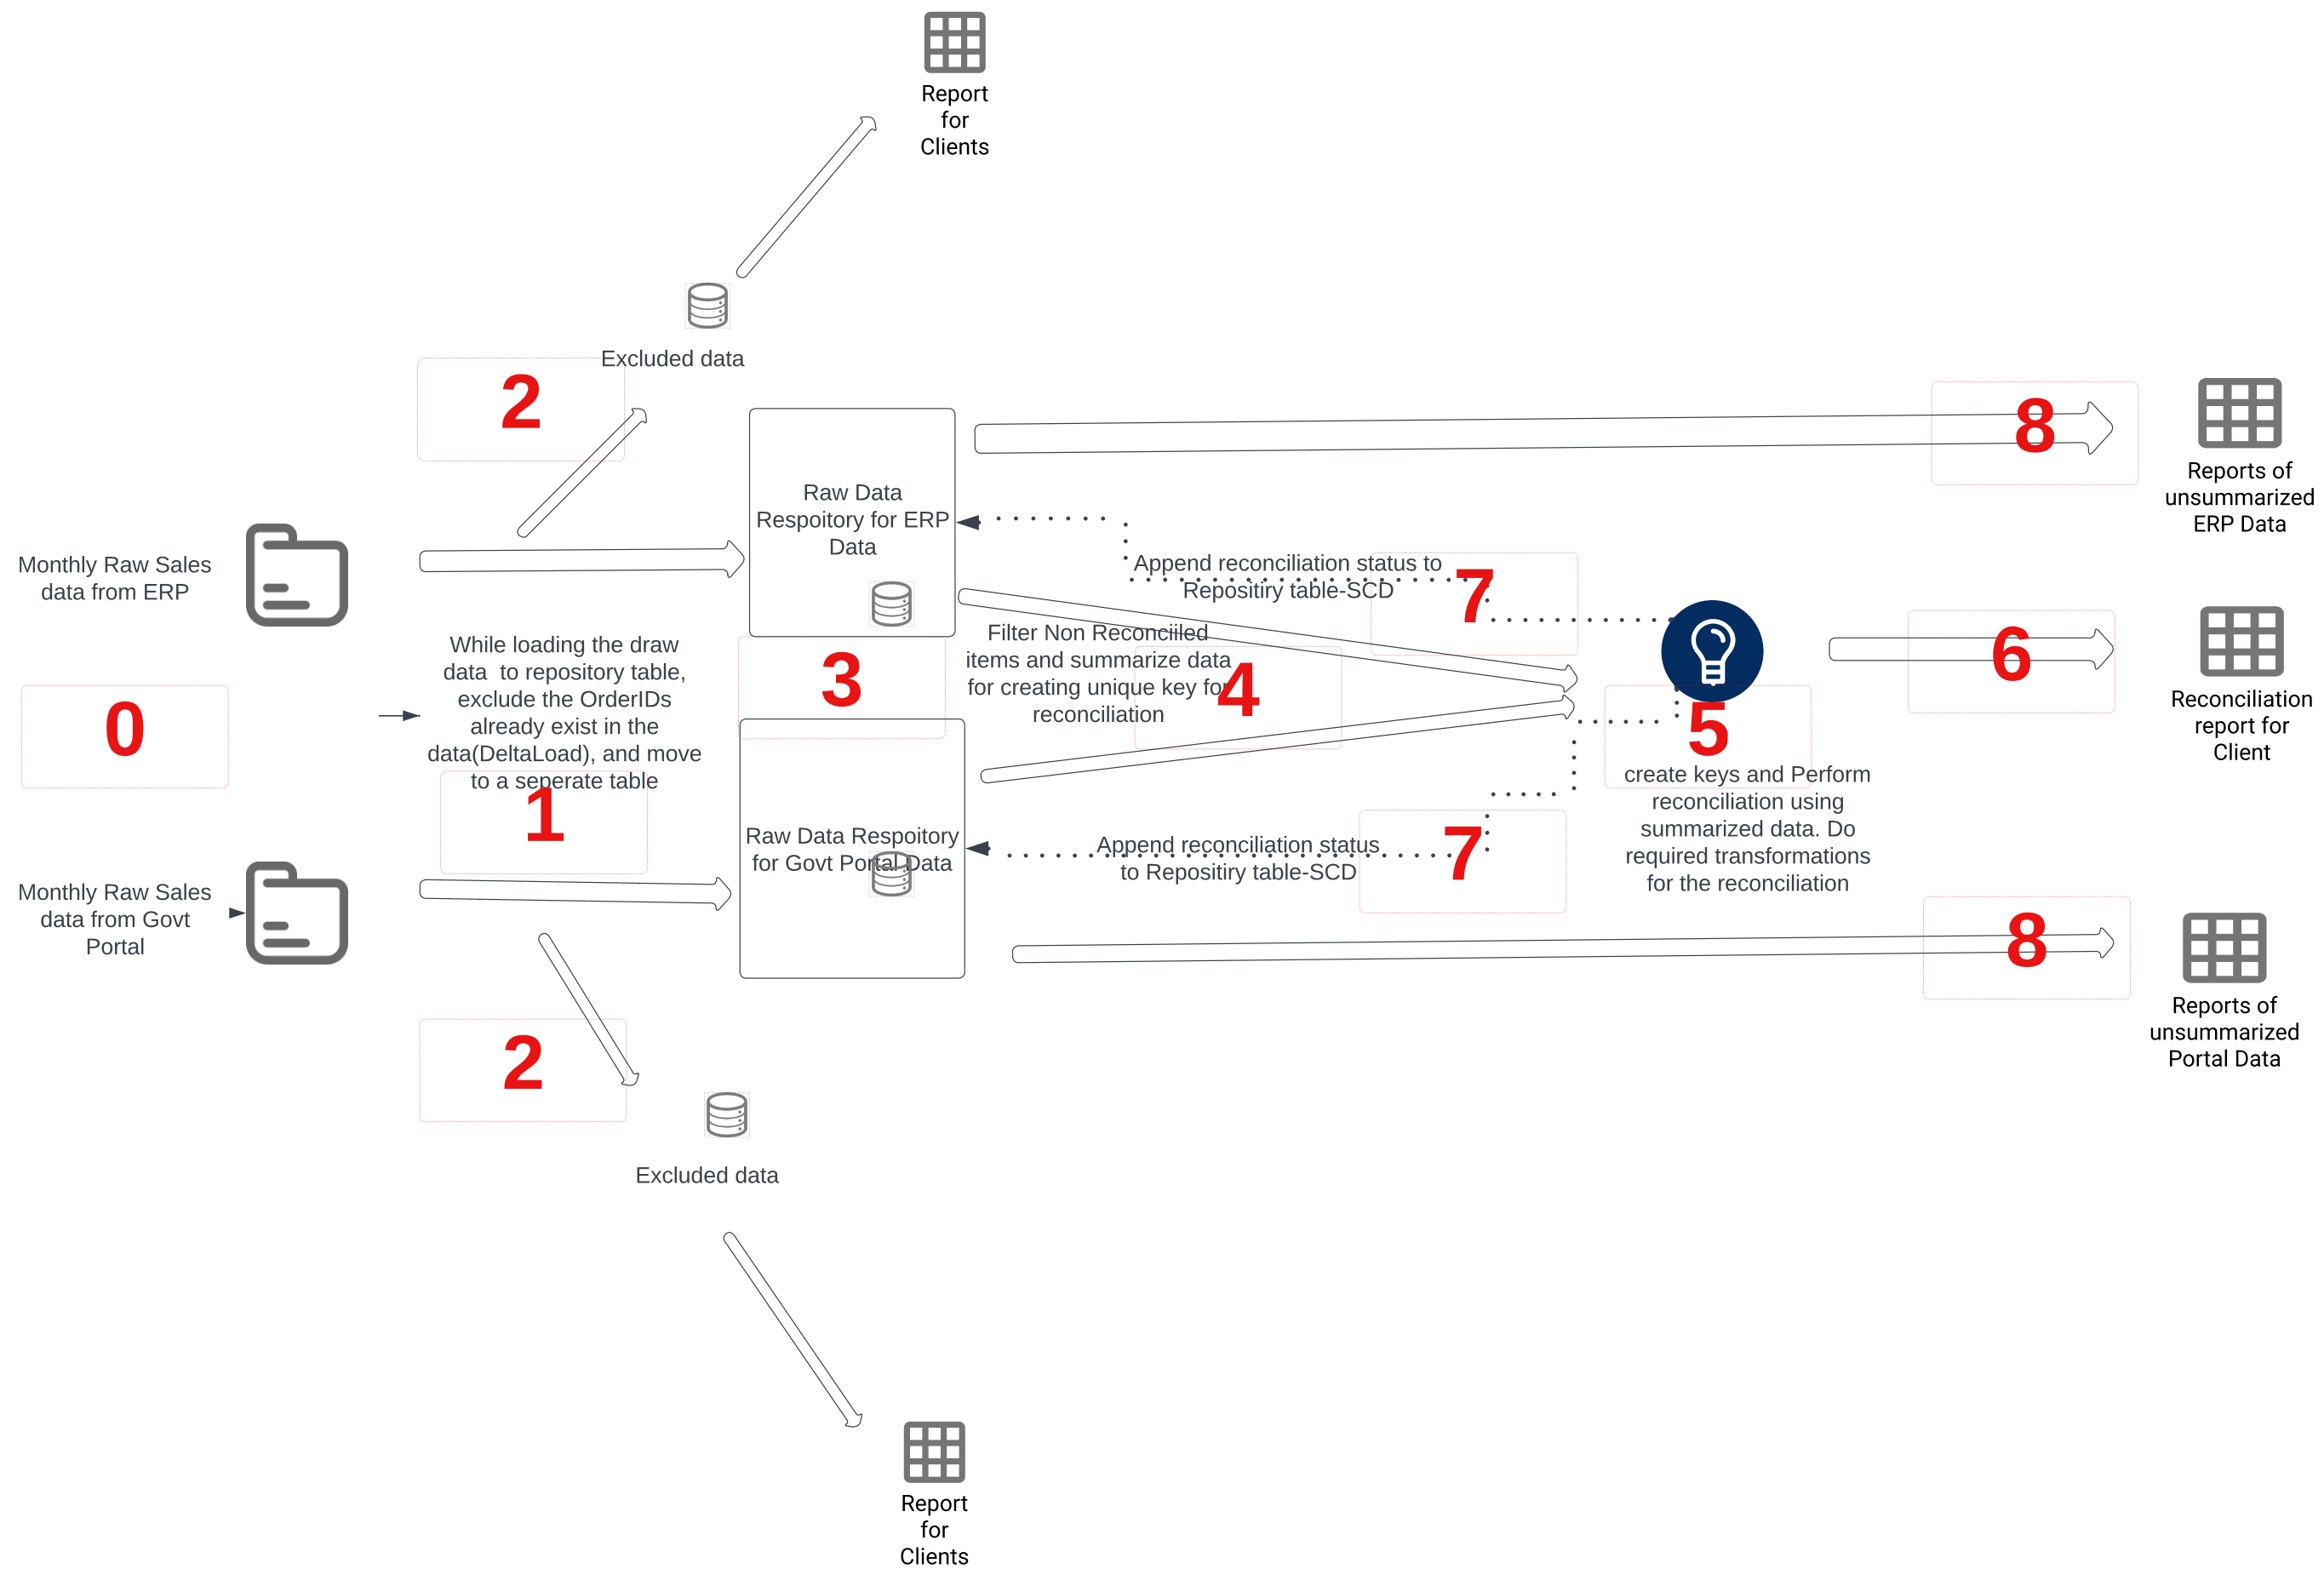 Report
for
Clients
Excluded data
2
8
Reports of
unsummarized
ERP Data
Raw Data
Respoitory for ERP
Data
Monthly Raw Sales
data from ERP
Append reconciliation status to
Repositiry table-SCD
7
6
Reconciliation
report for
Client
While loading the draw
data  to repository table,
exclude the OrderIDs
already exist in the
data(DeltaLoad), and move
to a seperate table
3
Filter Non Reconciiled
items and summarize data
for creating unique key for
reconciliation
4
0
5
create keys and Perform
reconciliation using
summarized data. Do
required transformations
for the reconciliation
1
Raw Data Respoitory
for Govt Portal Data
Append reconciliation status
to Repositiry table-SCD
7
Monthly Raw Sales
data from Govt
Portal
8
Reports of
unsummarized
Portal Data
2
Excluded data
Report
for
Clients